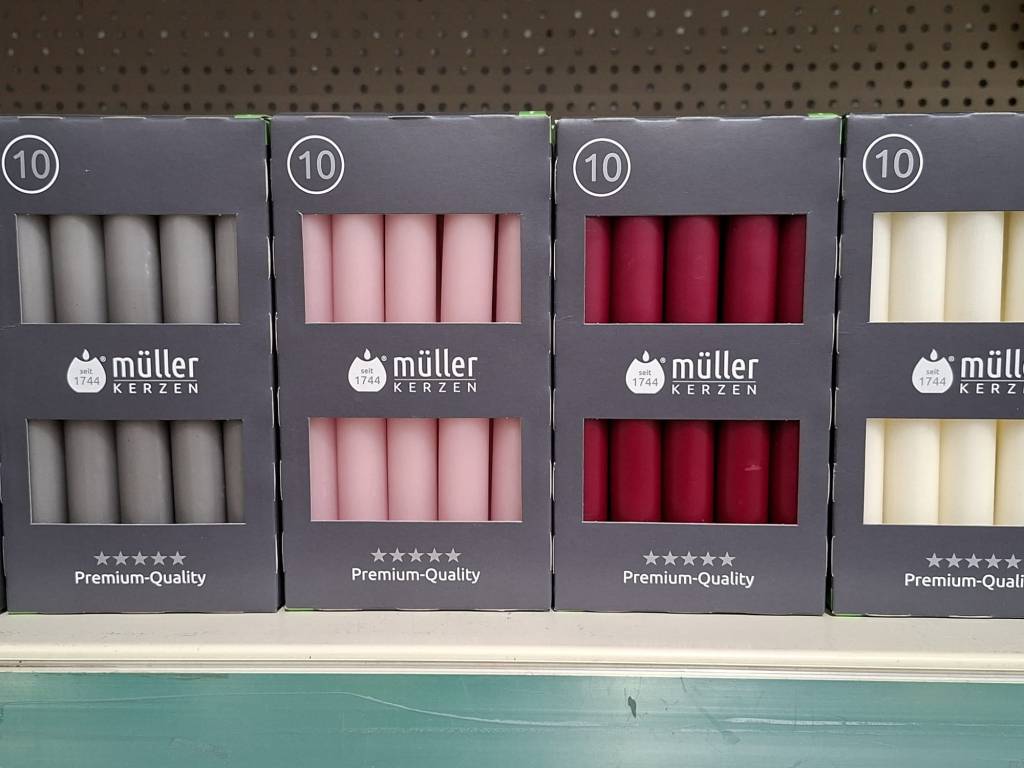 10
seit
1744
®
müller
KERZEN
Premium-Quality
10
seit
1744
®
müller
KERZEN
Premium-Quality
10
seit
1744
®
müller
KERZEN
Premium-Quality
10
seit
1744
®